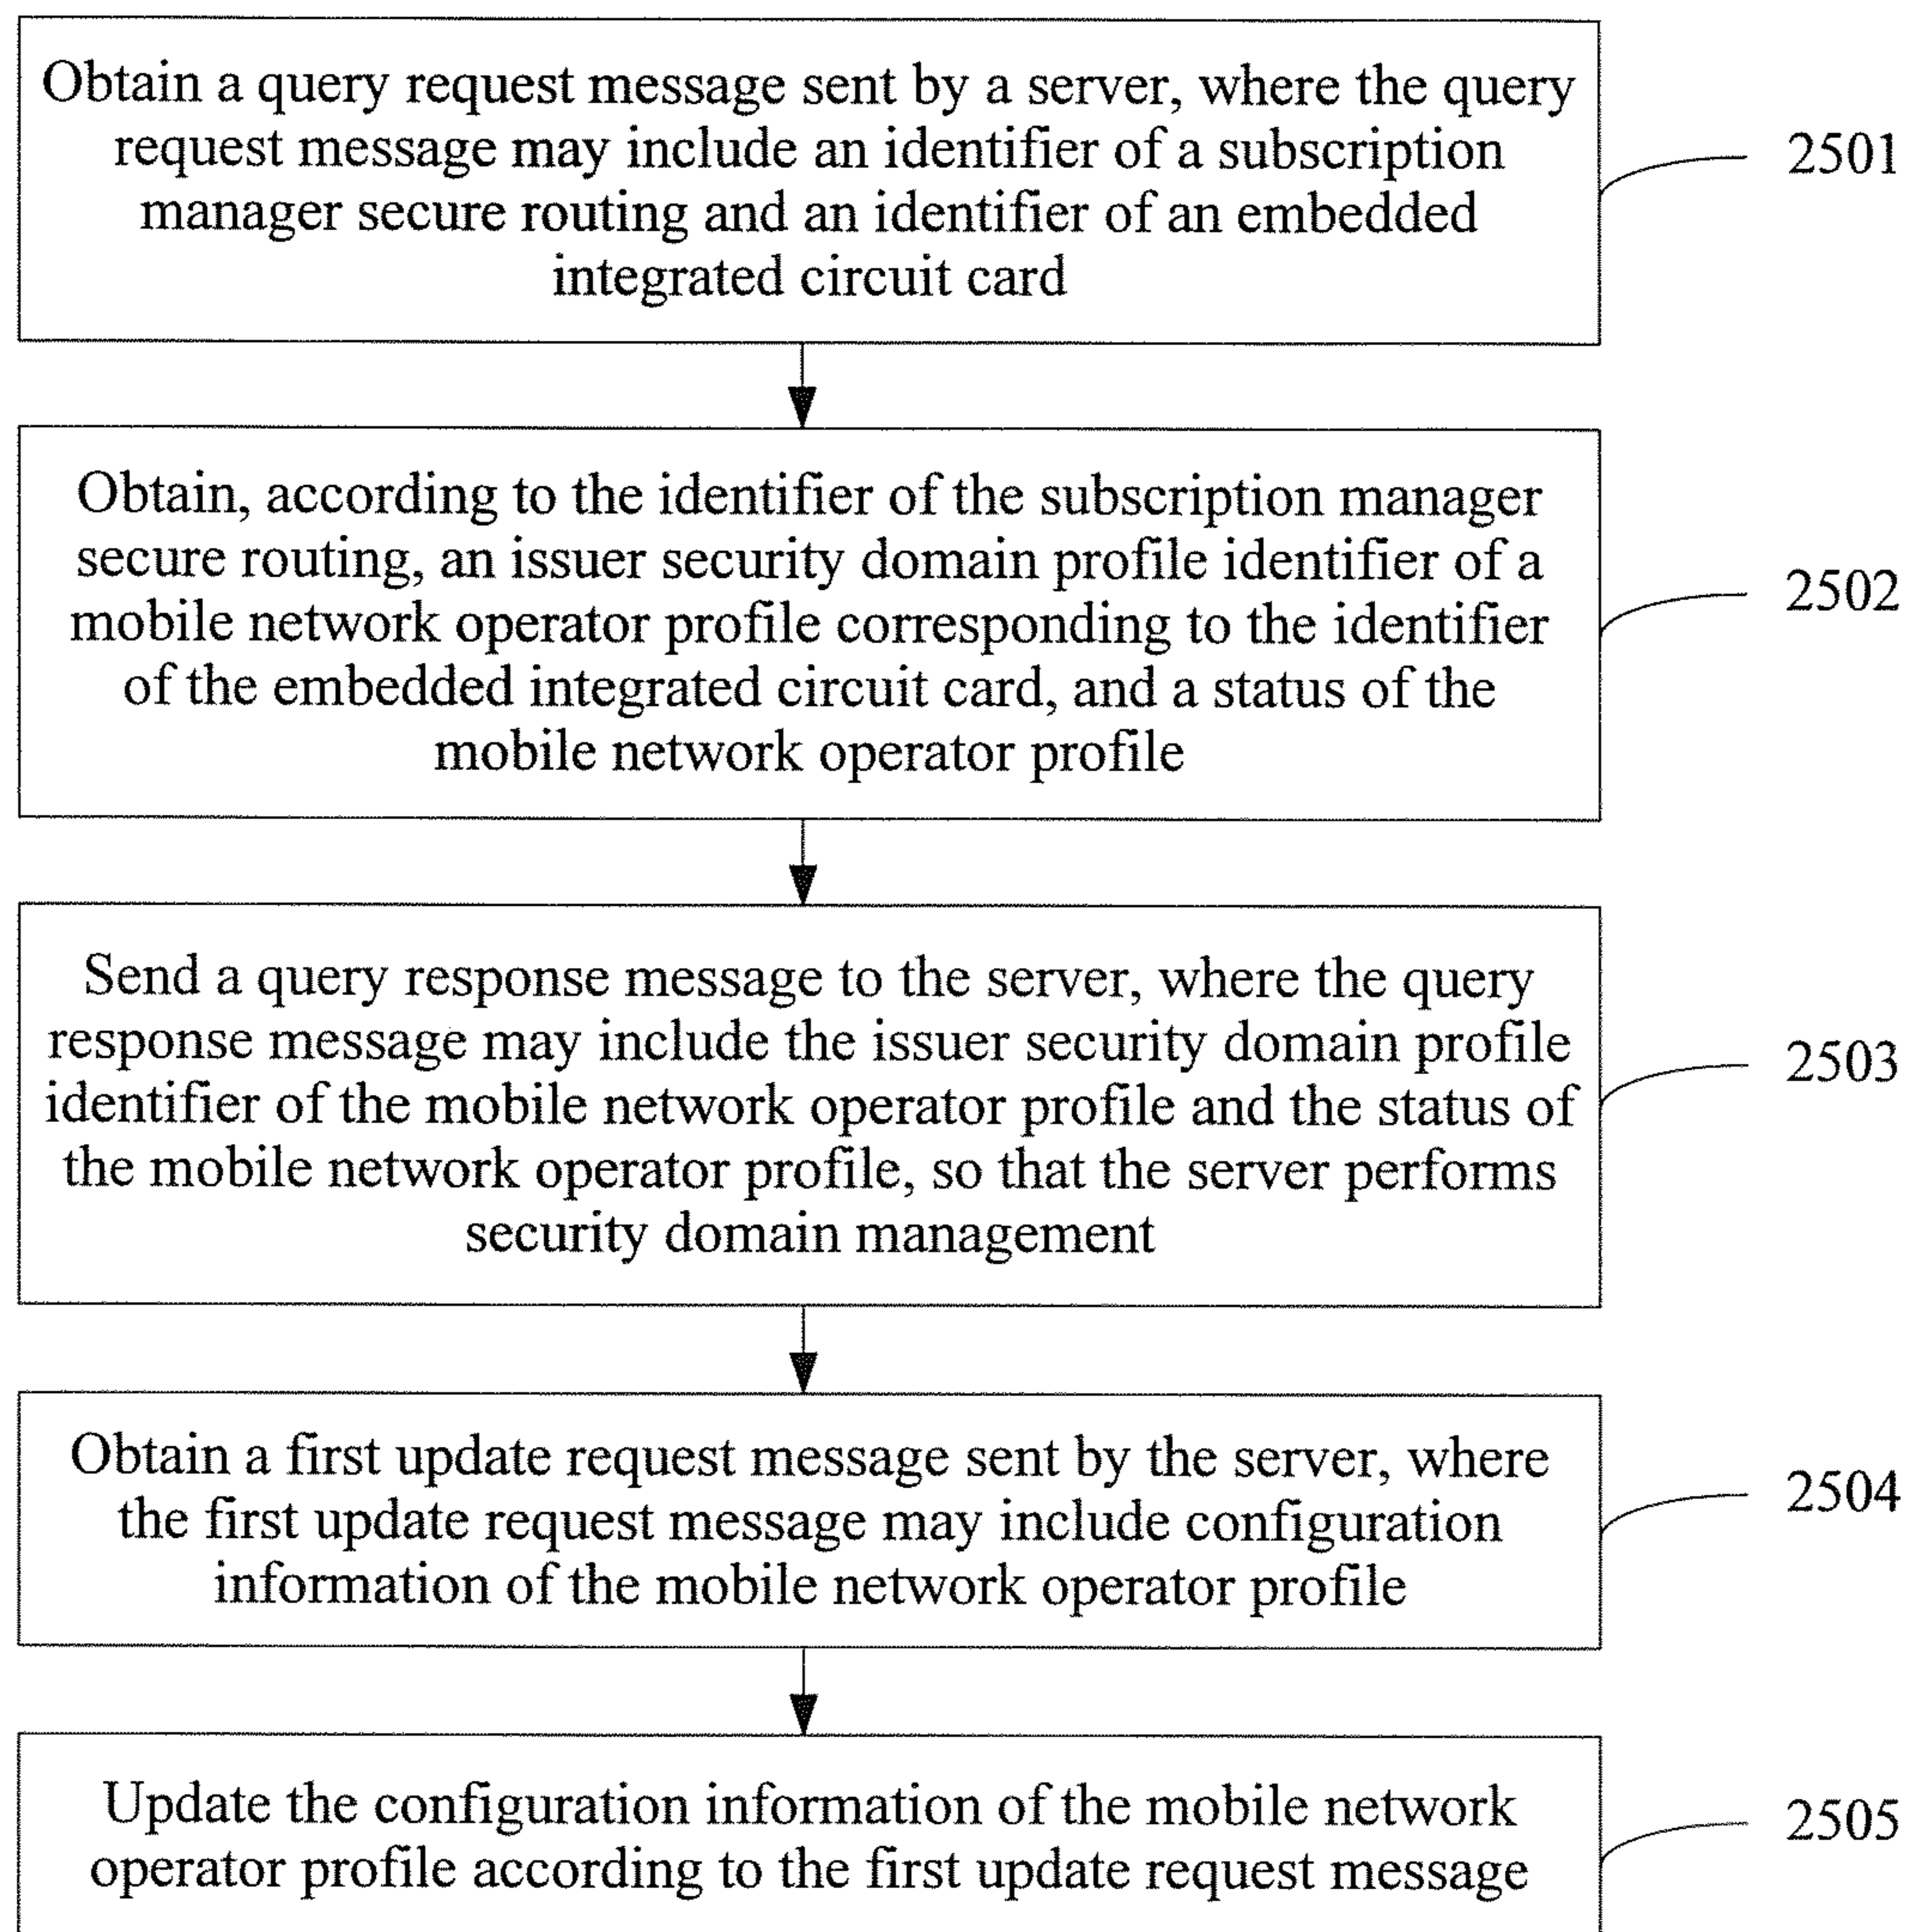 Obtain a query request message sent by a server, where the query
request message may include an identifier of a subscription
manager secure routing and an identifier of an embedded
integrated circuit card
2501
Obtain, according to the identifier of the subscription manager
secure routing, an issuer security domain profile identifier of a
mobile network operator profile corresponding to the identifier
of the embedded integrated circuit card, and a status of the
mobile network operator profile
2502
Send a query response message to the server, where the query
response message may include the issuer security domain profile
identifier of the mobile network operator profile and the status of
the mobile network operator profile, so that the server performs
security domain management
2503
Obtain a first update request message sent by the server, where
the first update request message may include configuration
information of the mobile network operator profile
2504
Update the configuration information of the mobile network
operator profile according to the first update request message
2505